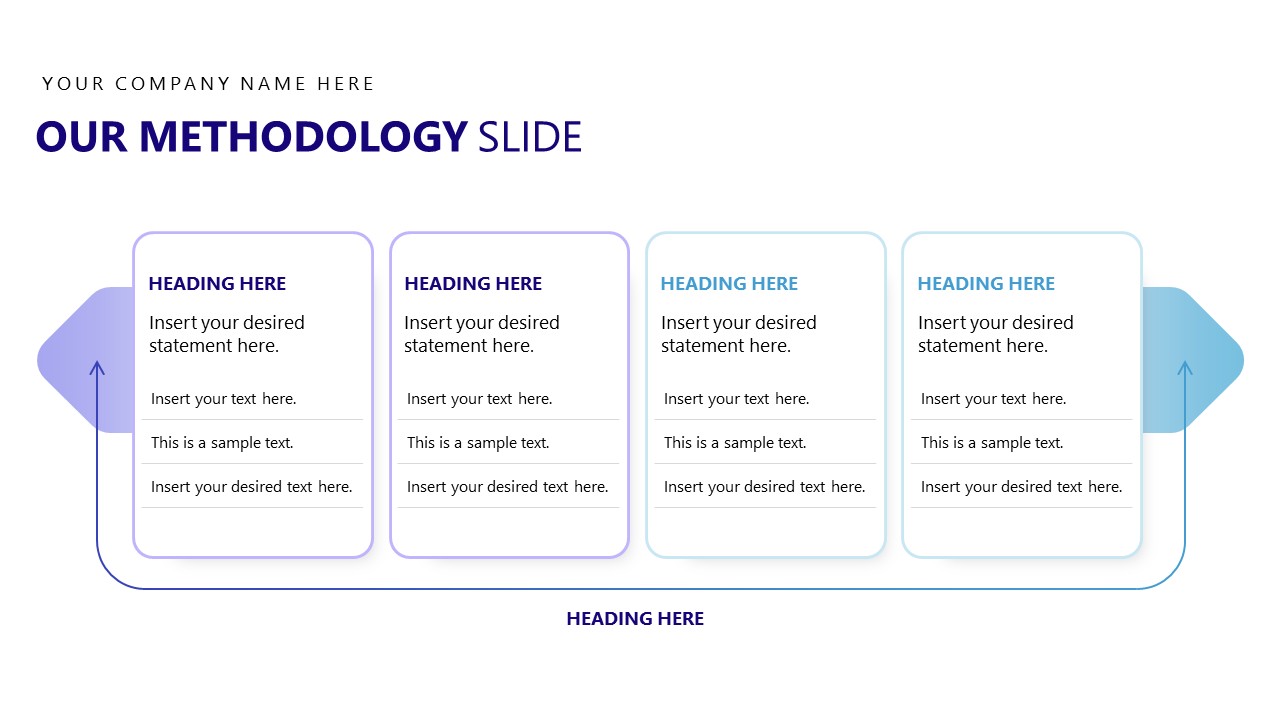 YOUR COMPANY NAME HERE
OUR METHODOLOGY SLIDE
HEADING HERE
Insert your desired
statement here.
Insert your text here.
This is a sample text.
Insert your desired text here.
HEADING HERE
Insert your desired
statement here.
Insert your text here.
This is a sample text.
Insert your desired text here.
HEADING HERE
Insert your desired
statement here.
Insert your text here.
This is a sample text.
Insert your desired text here.
HEADING HERE
Insert your desired
statement here.
Insert your text here.
This is a sample text.
Insert your desired text here.
HEADING HERE